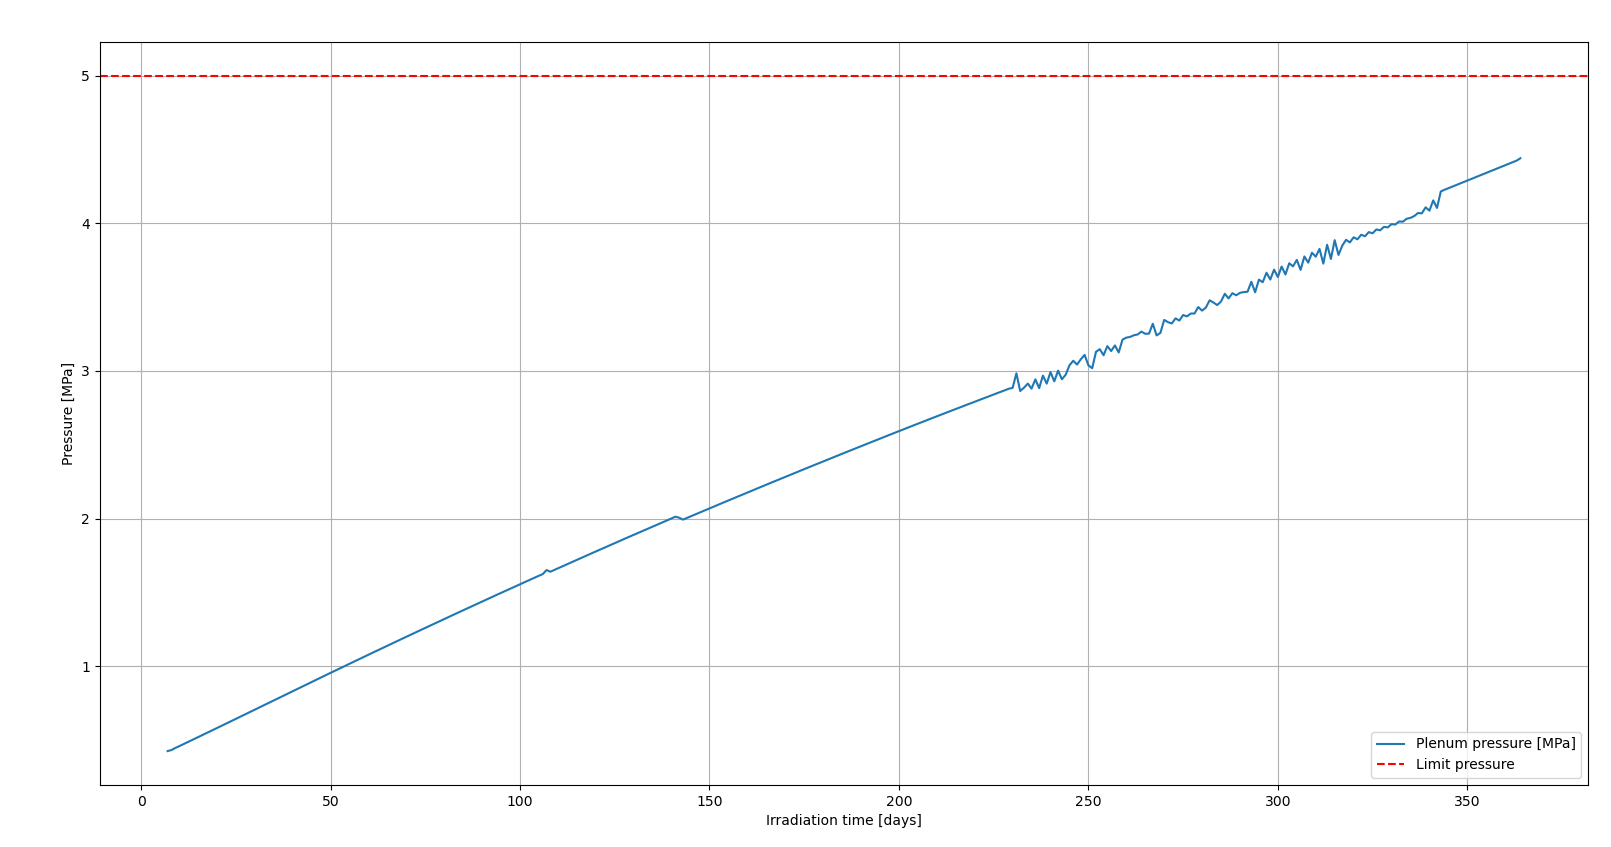 5
4
3
2
1
Pressure [MPa]
0 50 100 150 200 250 300 350
Irradiation time [days]
Plenum pressure [MPa]
Limit pressure